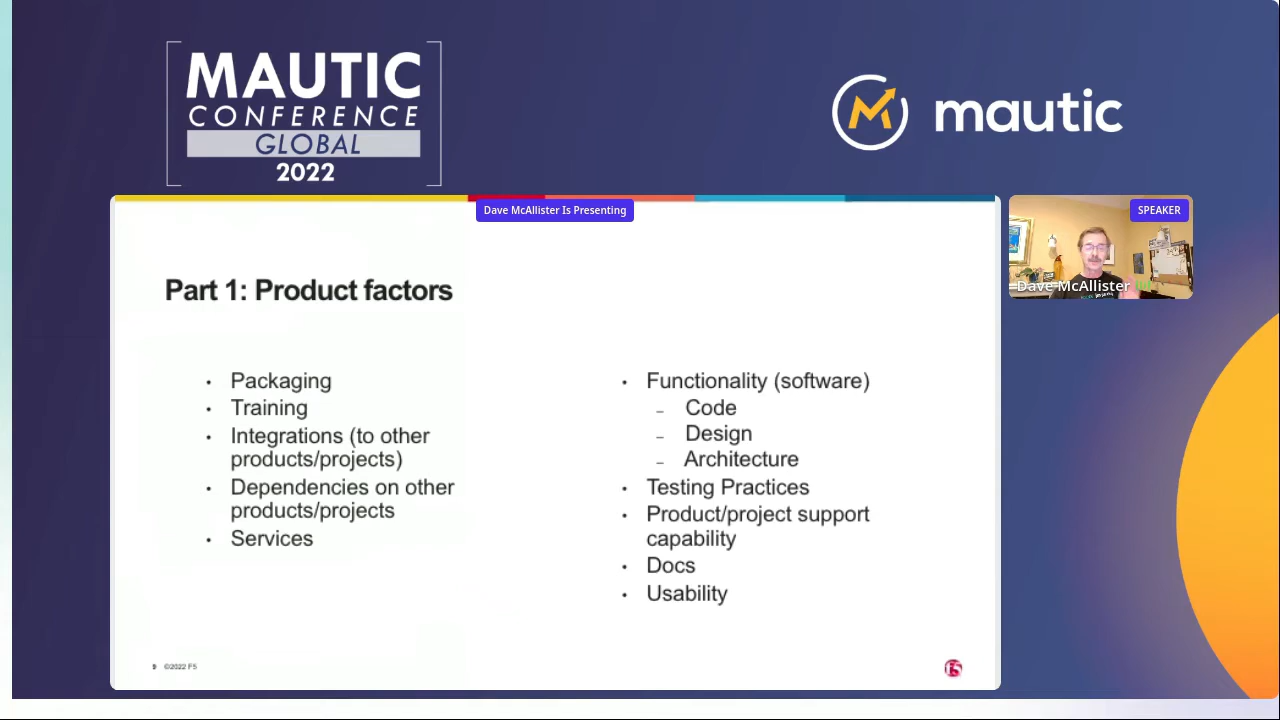 MAUTIC
CONFERENCE
GLOBAL
2022
mautic
Dave McAllister Is Presenting
SPEAKER
Dave McAllister
Part 1: Product factors
• Packaging
• Training
• Integrations (to other
products/projects)
• Dependencies on other
products/projects
• Services
• Functionality (software)
– Code
– Design
– Architecture
• Testing Practices
• Product/project support
capability
• Docs
• Usability
9 ©2022 F5
f5